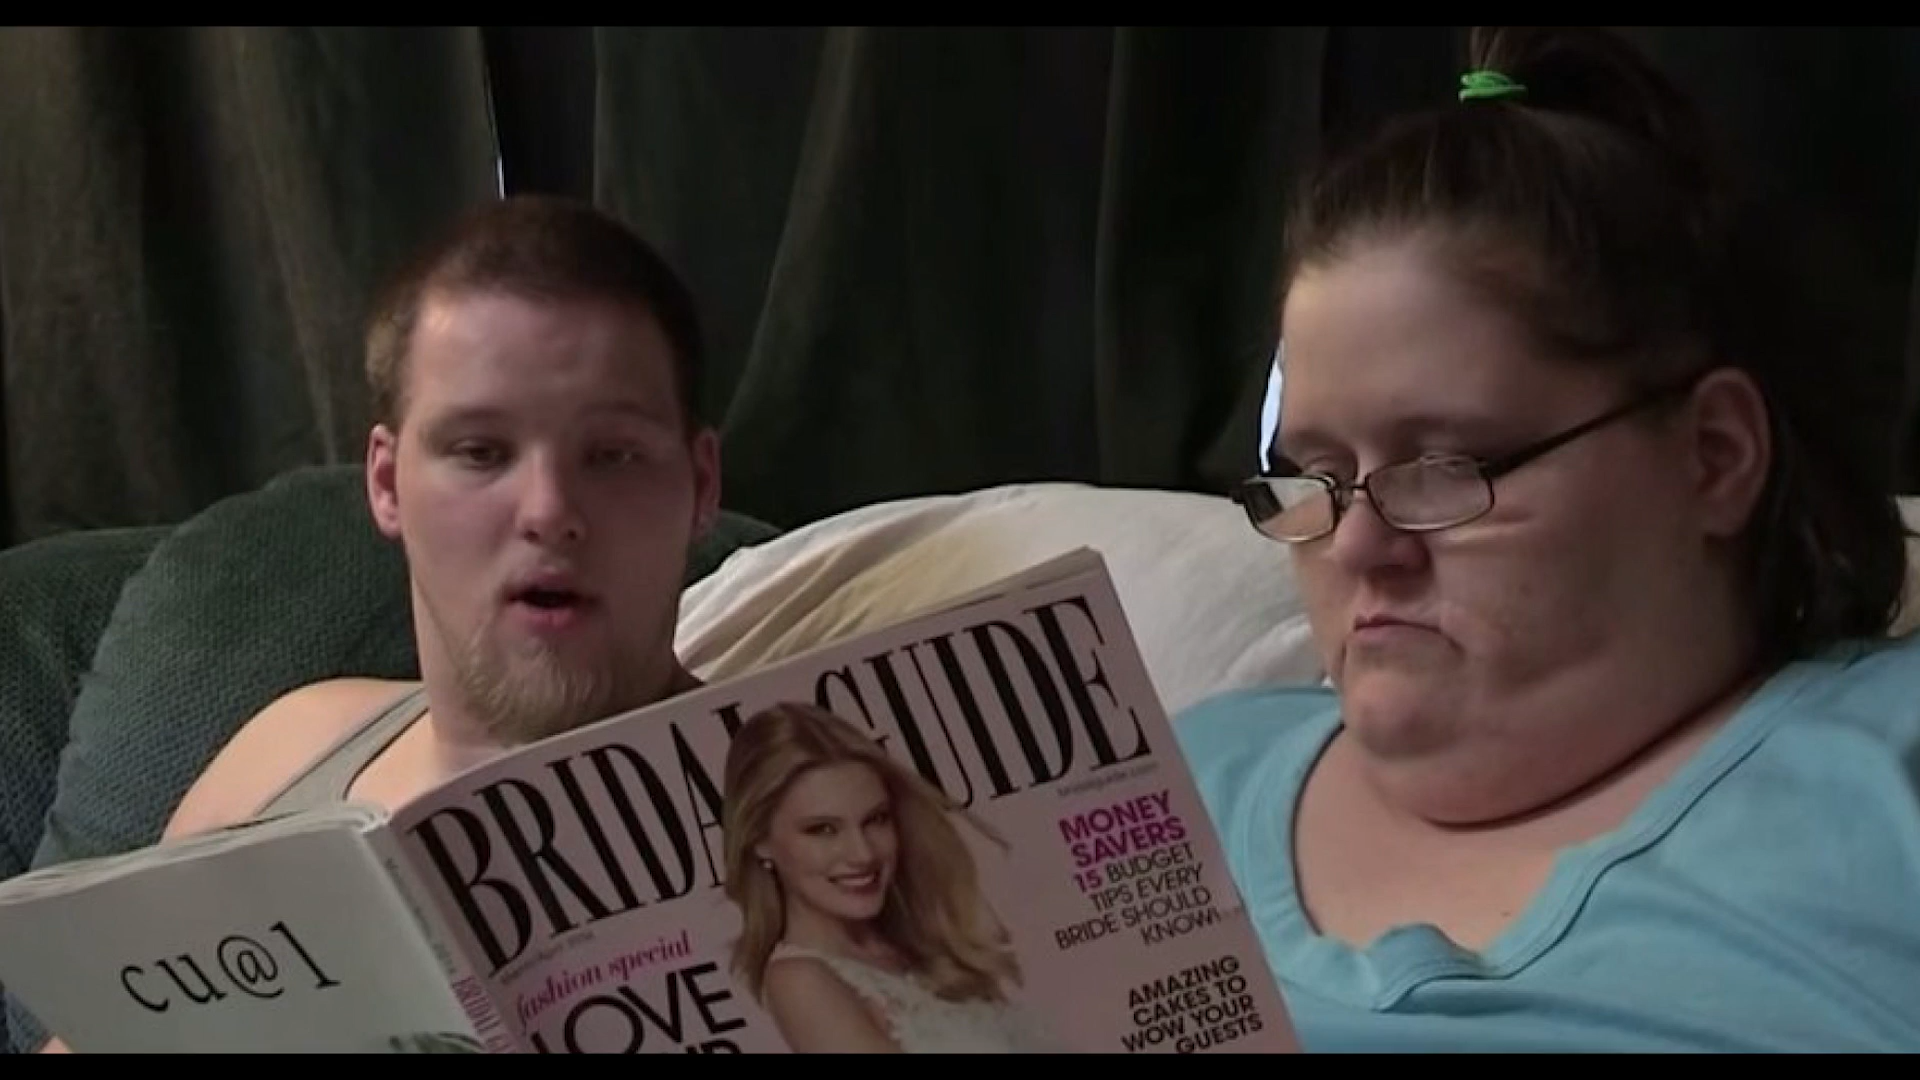 BRIDAL GUIDE
MONEY
SAVERS
15 BUDGET
TIPS EVERY
BRIDE SHOULD
KNOW!
fashion special
LOVE
AMAZING
CAKES TO
WOW YOUR
GUESTS
cu@1